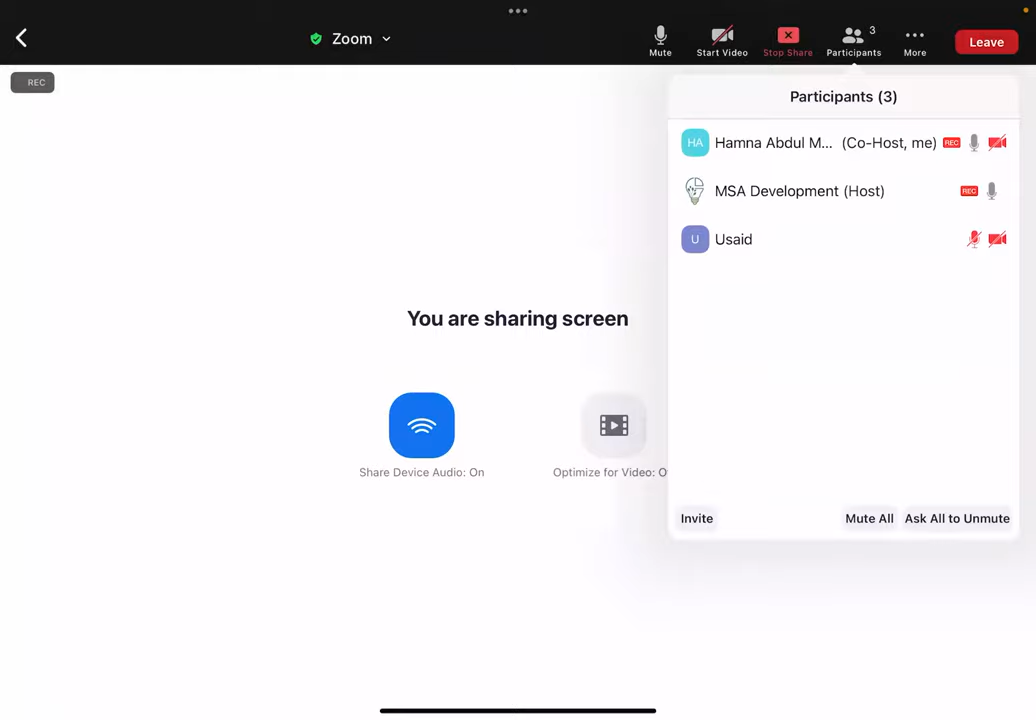 Zoom
Mute
Start Video
Stop Share
3
Participants
More
Leave
REC
Participants (3)
HA Hamna Abdul M... (Co-Host, me) REC
MSA Development (Host) REC
U Usaid
You are sharing screen
Share Device Audio: On
Optimize for Video: O
Invite
Mute All
Ask All to Unmute